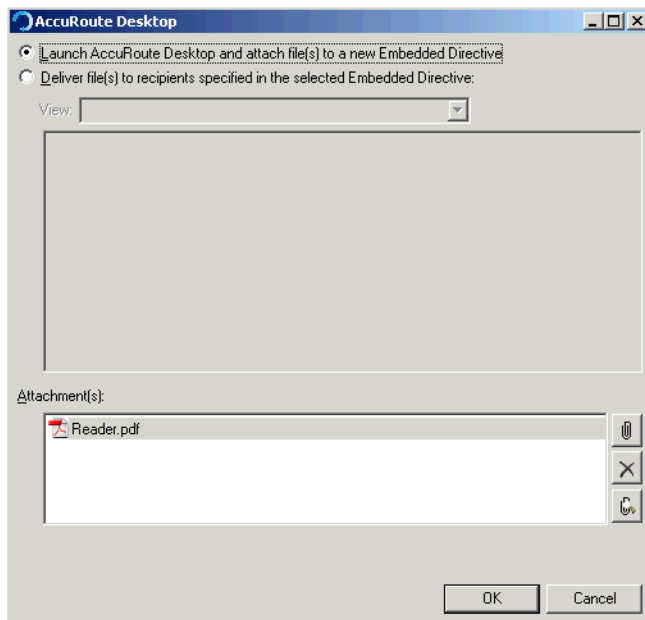 AccuRoute Desktop
Launch AccuRoute Desktop and attach file(s) to a new Embedded Directive
Deliver file(s) to recipients specified in the selected Embedded Directive:
View:
Attachment(s):
Reader.pdf
OK Cancel